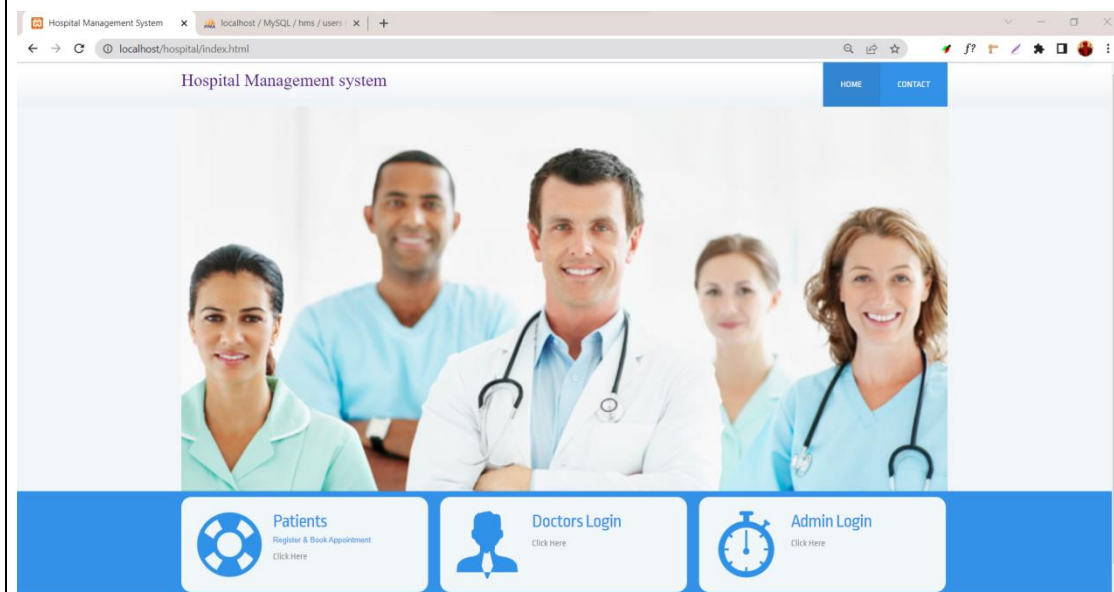 Hospital Management System
localhost / MySQL / hms / users
localhost/hospital/index.html
f?
Hospital Management system
HOME
CONTACT
Patients
Register & Book Appointment
Click Here
Doctors Login
Click Here
Admin Login
Click Here